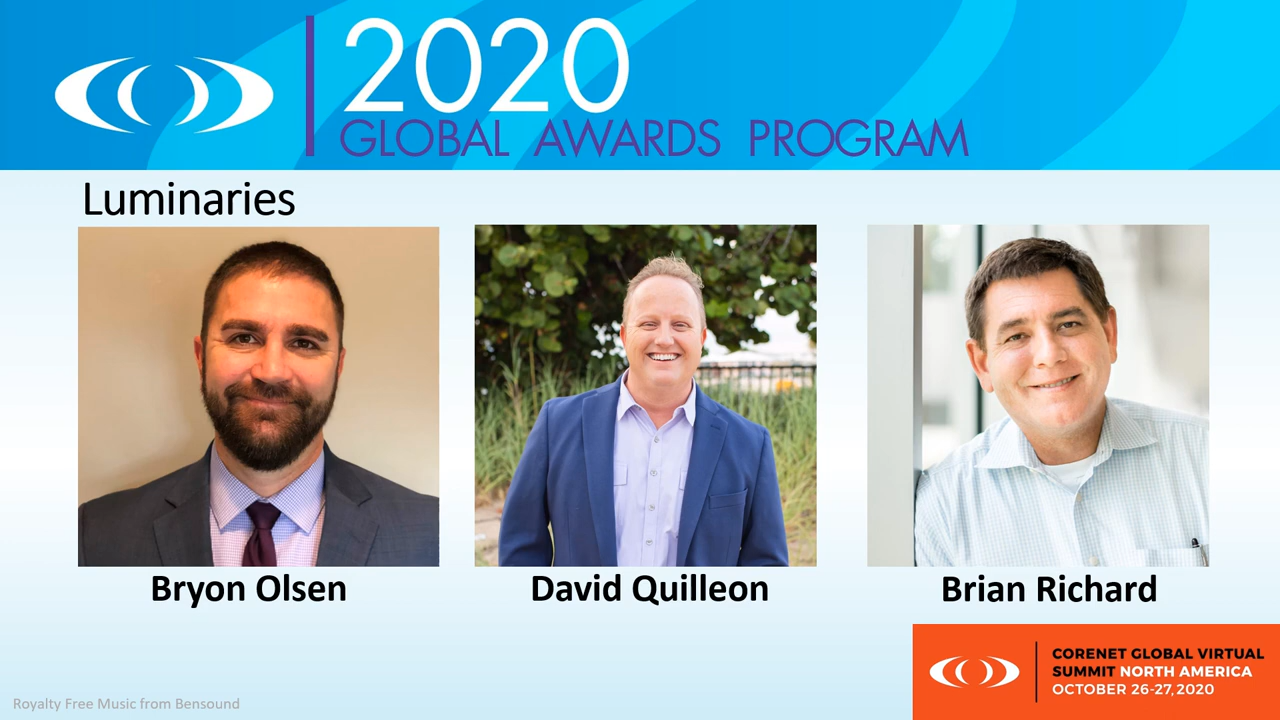 2020
GLOBAL AWARDS PROGRAM
Luminaries
Bryon Olsen
David Quilleon
Brian Richard
CORENET GLOBAL VIRTUAL
SUMMIT NORTH AMERICA
OCTOBER 26-27, 2020
Royalty Free Music from Bensound